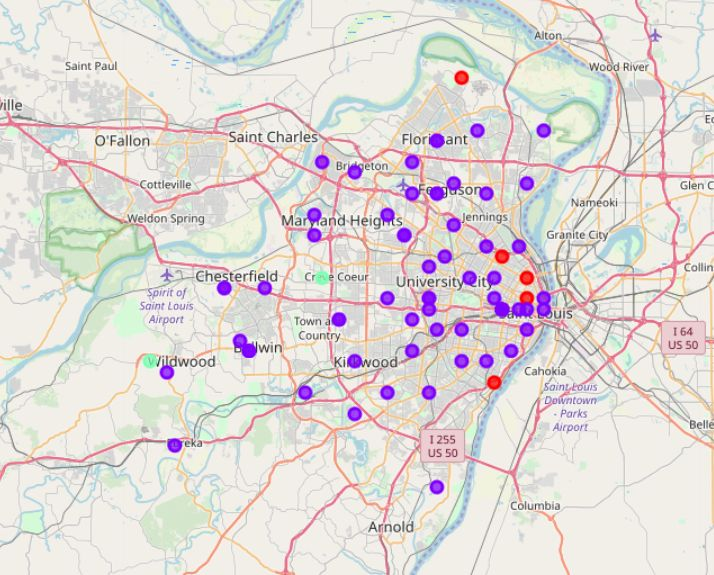 Alton
Saint Paul
Wood River
ville
O'Fallon
Saint Charles
Florissant
Bridgeton
Cottleville
Ferguson
Glen C
Weldon Spring
Maryland Heights
Jennings
Nameoki
Granite City
Chesterfield
Creve Coeur
University City
Collin
Spirit of
St. Louis
Airport
Town a
Country
Saint Louis
I 64
US 50
Wildwood
Ballwin
Kirkwood
Cahokia
Saint Louis
Downtown
- Parks
Airport
Belle
Eureka
I 255
US 50
Columbia
Arnold